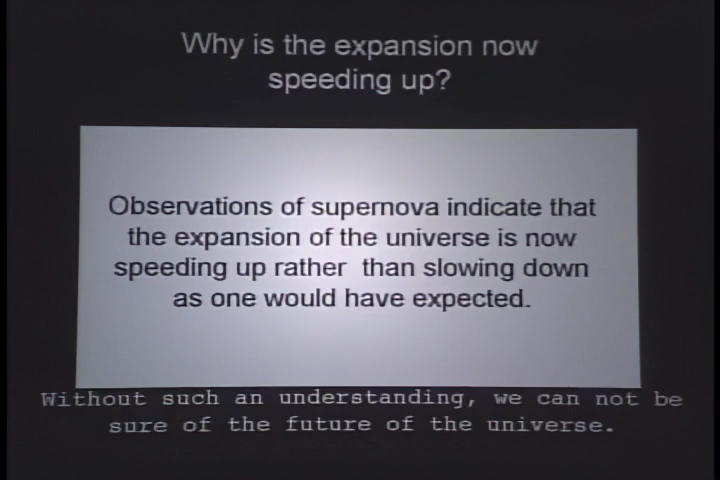 Why is the expansion now
speeding up?
Observations of supernova indicate that
the expansion of the universe is now
speeding up rather than slowing down
as one would have expected.
Without such an understanding, we can not be
sure of the future of the universe.